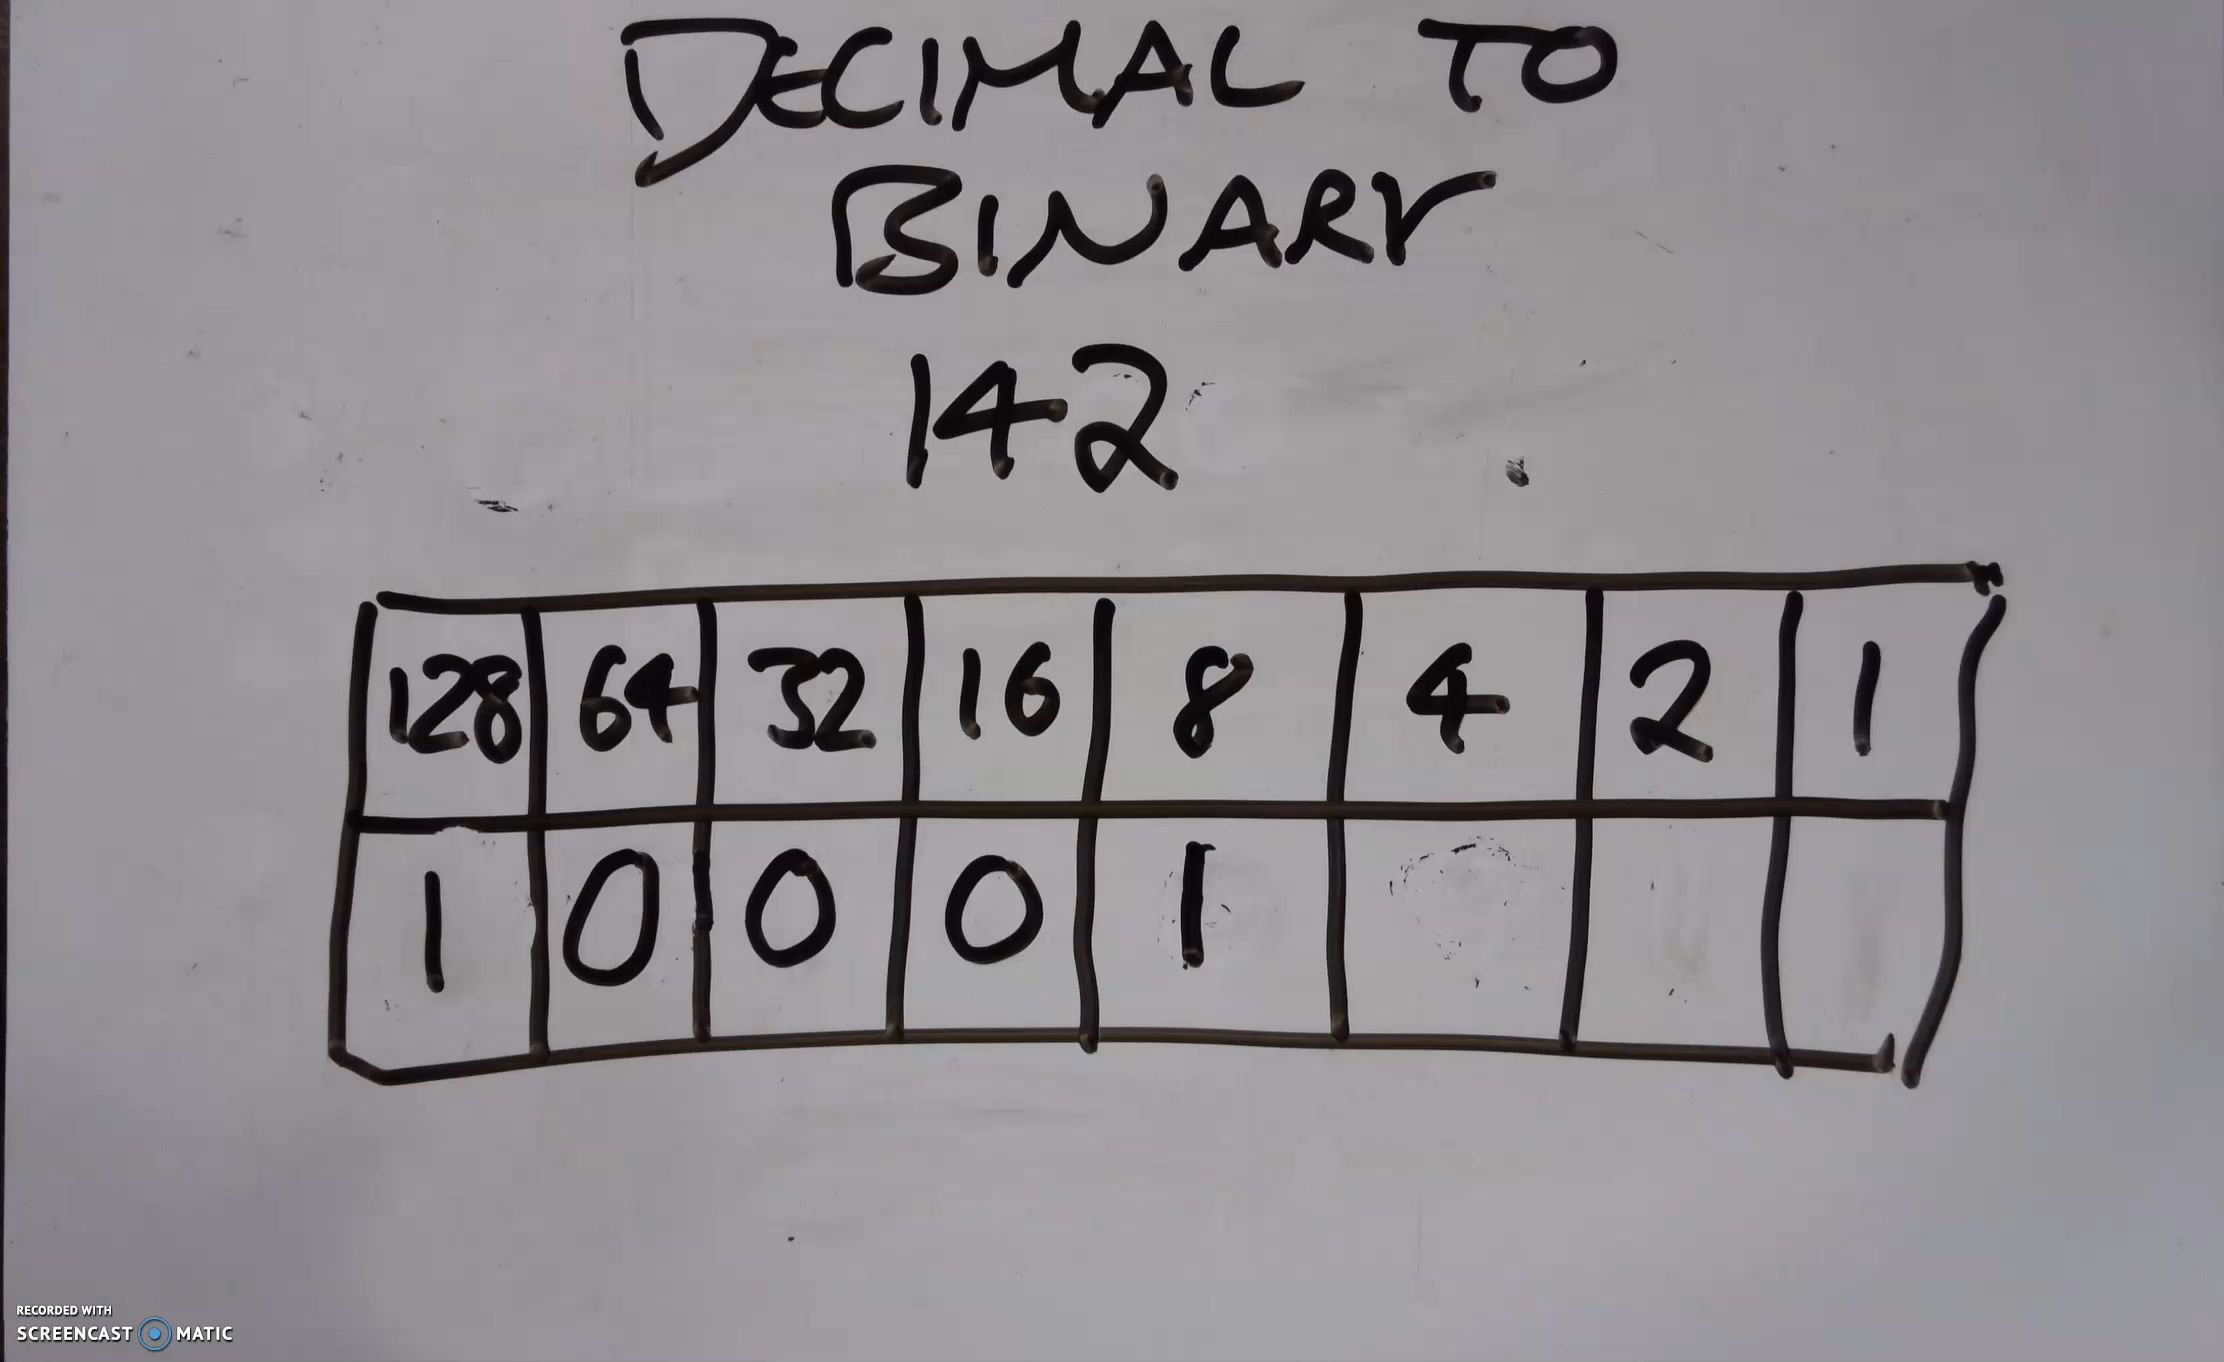 DECIMAL TO
BINARY
142
128 64 32 16 8 4 2 1
1 0 0 0 1
RECORDED WITH
SCREENCAST MATIC